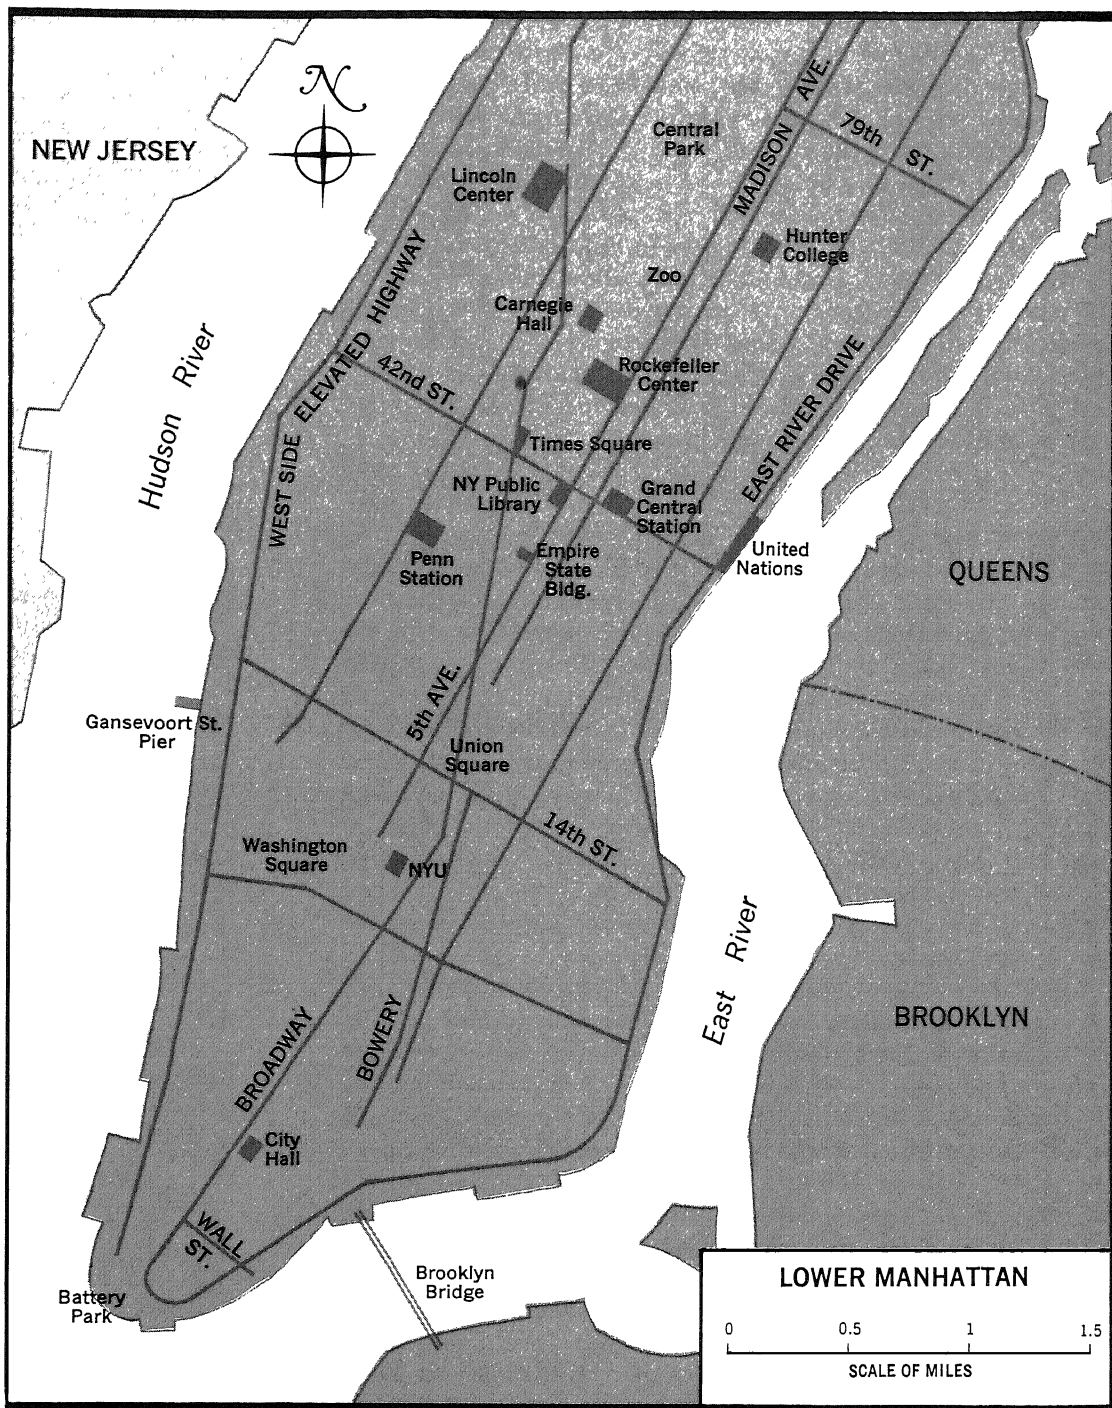 N
NEW JERSEY
Central
Park
MADISON AVE.
79th ST.
Lincoln
Center
Hunter
College
Zoo
WEST SIDE ELEVATED HIGHWAY
Carnegie
Hall
Hudson River
42nd ST.
Rockefeller
Center
EAST RIVER DRIVE
Times Square
NY Public
Library
Grand
Central
Station
Penn
Station
Empire
State
Bldg.
United
Nations
QUEENS
5th AVE.
Gansevoort St.
Pier
Union
Square
14th ST.
Washington
Square
NYU
East River
BROOKLYN
BROADWAY
BOWERY
City
Hall
WALL
ST.
Battery
Park
Brooklyn
Bridge
LOWER MANHATTAN
0 0.5 1 1.5
SCALE OF MILES